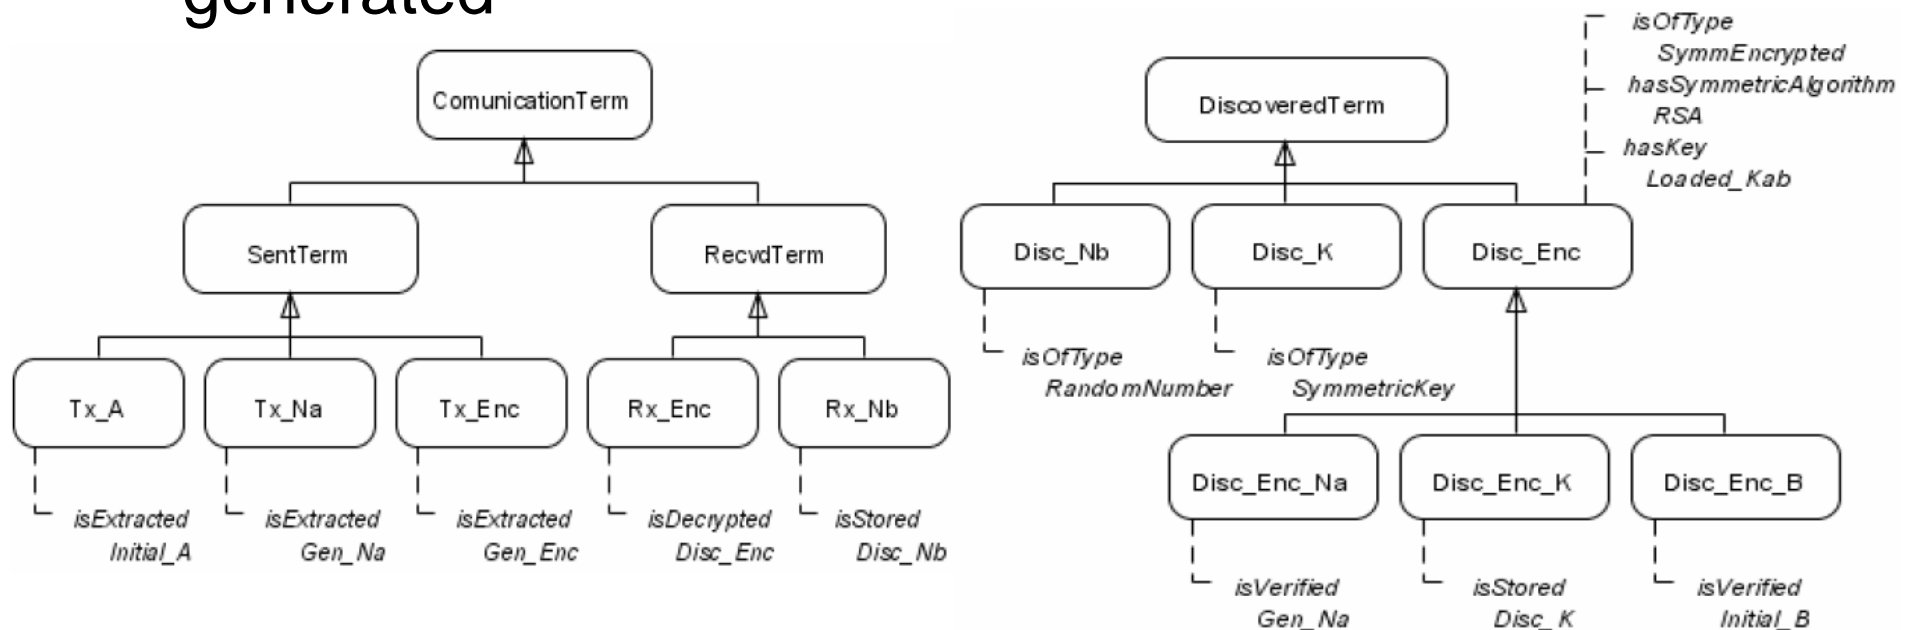 generated
ComunicationTerm
SentTerm
RecvdTerm
Tx_A
Tx_Na
Tx_Enc
Rx_Enc
Rx_Nb
isExtracted
Initial_A
isExtracted
Gen_Na
isExtracted
Gen_Enc
isDecrypted
Disc_Enc
isStored
Disc_Nb
DiscoveredTerm
isOfType
SymmEncrypted
hasSymmetricAlgorithm
RSA
hasKey
Loaded_Kab
Disc_Nb
Disc_K
Disc_Enc
isOfType
RandomNumber
isOfType
SymmetricKey
Disc_Enc_Na
Disc_Enc_K
Disc_Enc_B
isVerified
Gen_Na
isStored
Disc_K
isVerified
Initial_B